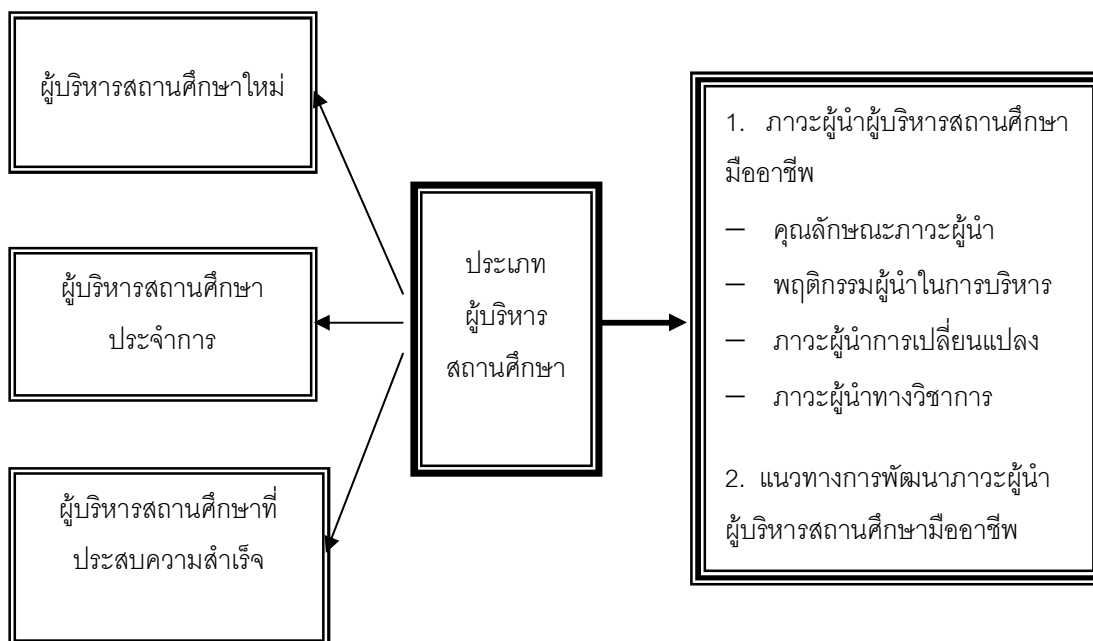 ผู้บริหารสถานศึกษาใหม่
ผู้บริหารสถานศึกษา
ประจำการ
ผู้บริหารสถานศึกษาที่
ประสบความสำเร็จ
ประเภท
ผู้บริหาร
สถานศึกษา
1. ภาวะผู้นำผู้บริหารสถานศึกษา
มืออาชีพ
– คุณลักษณะภาวะผู้นำ
– พฤติกรรมผู้นำในการบริหาร
– ภาวะผู้นำการเปลี่ยนแปลง
– ภาวะผู้นำทางวิชาการ
2. แนวทางการพัฒนาภาวะผู้นำ
ผู้บริหารสถานศึกษามืออาชีพ